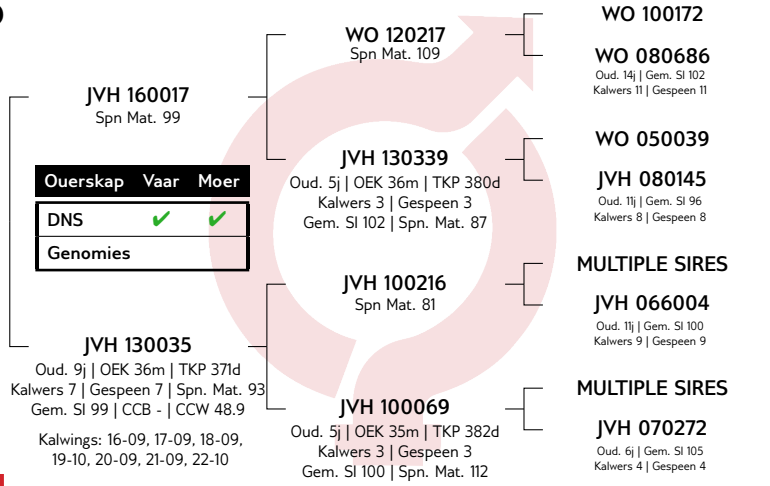 JVH 160017
Spn Mat. 99
Ouerskap Vaar Moer
DNS ✔ ✔
Genomies
JVH 130035
Oud. 9j | OEK 36m | TKP 371d
Kalwers 7 | Gespeen 7 | Spn. Mat. 93
Gem. SI 99 | CCB - | CCW 48.9
Kalwings: 16-09, 17-09, 18-09,
19-10, 20-09, 21-09, 22-10
WO 120217
Spn Mat. 109
JVH 130339
Oud. 5j | OEK 36m | TKP 380d
Kalwers 3 | Gespeen 3
Gem. SI 102 | Spn. Mat. 87
JVH 100216
Spn Mat. 81
JVH 100069
Oud. 5j | OEK 35m | TKP 382d
Kalwers 3 | Gespeen 3
Gem. SI 100 | Spn. Mat. 112
WO 100172
WO 080686
Oud. 14j | Gem. SI 102
Kalwers 11 | Gespeen 11
WO 050039
JVH 080145
Oud. 11j | Gem. SI 96
Kalwers 8 | Gespeen 8
MULTIPLE SIRES
JVH 066004
Oud. 11j | Gem. SI 100
Kalwers 9 | Gespeen 9
MULTIPLE SIRES
JVH 070272
Oud. 6j | Gem. SI 105
Kalwers 4 | Gespeen 4